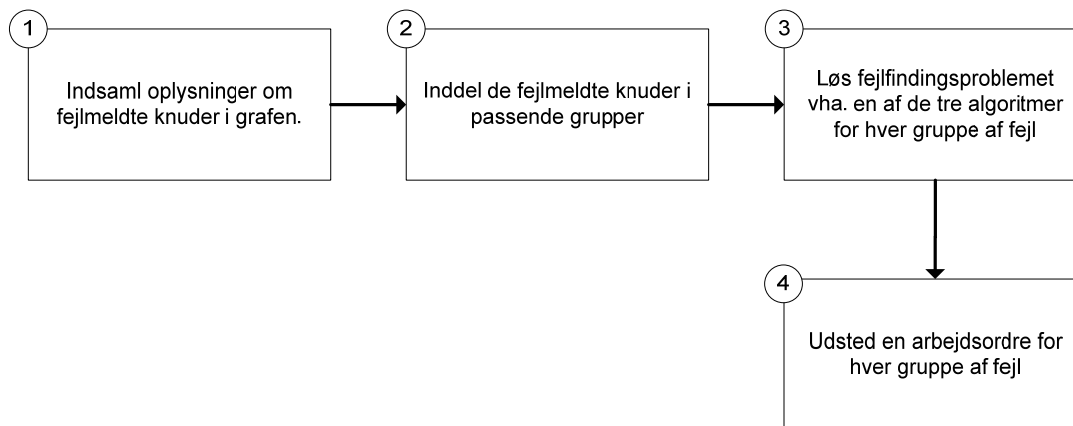 1
Indsaml oplysninger om
fejlmeldte knuder i grafen.
2
Inddel de fejlmeldte knuder i
passende grupper
3
Løs fejlfindingsproblemet
vha. en af de tre algoritmer
for hver gruppe af fejl
4
Udsted en arbejdsordre for
hver gruppe af fejl